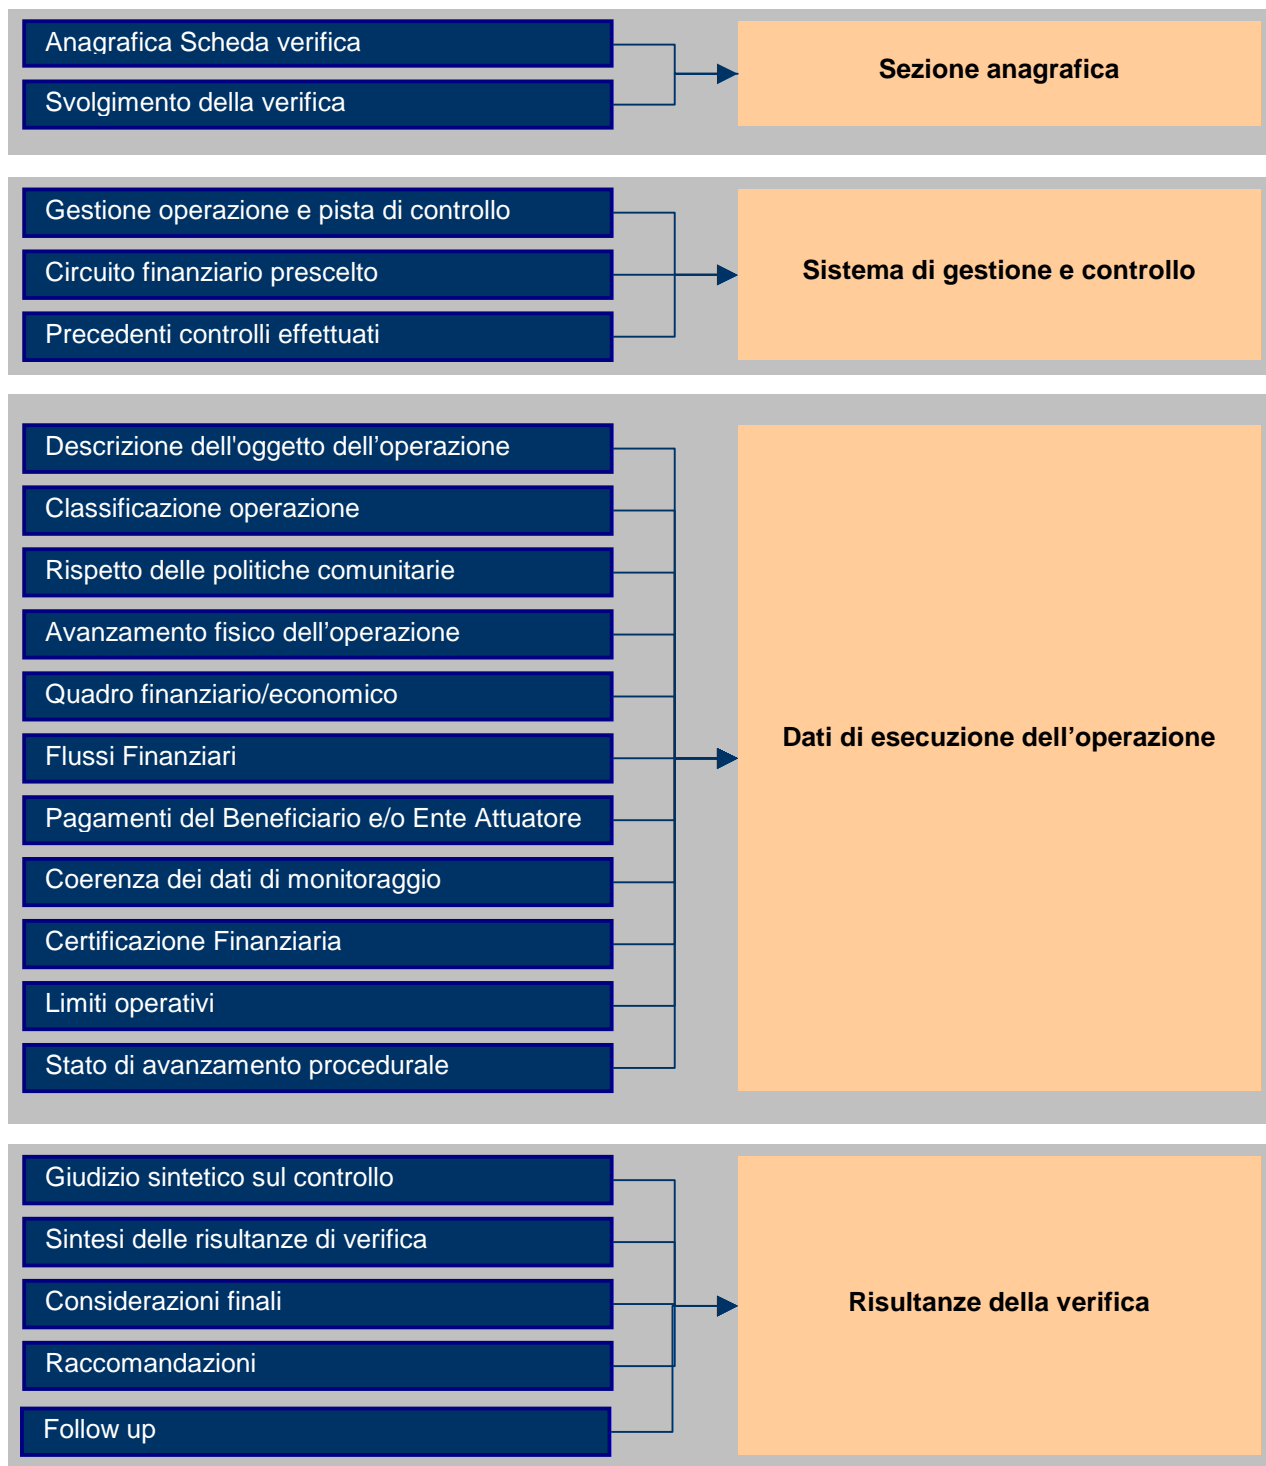 Anagrafica Scheda verifica
Svolgimento della verifica
Sezione anagrafica
Gestione operazione e pista di controllo
Circuito finanziario prescelto
Precedenti controlli effettuati
Sistema di gestione e controllo
Descrizione dell'oggetto dell’operazione
Classificazione operazione
Rispetto delle politiche comunitarie
Avanzamento fisico dell’operazione
Quadro finanziario/economico
Flussi Finanziari
Pagamenti del Beneficiario e/o Ente Attuatore
Coerenza dei dati di monitoraggio
Certificazione Finanziaria
Limiti operativi
Stato di avanzamento procedurale
Dati di esecuzione dell’operazione
Giudizio sintetico sul controllo
Sintesi delle risultanze di verifica
Considerazioni finali
Raccomandazioni
Follow up
Risultanze della verifica